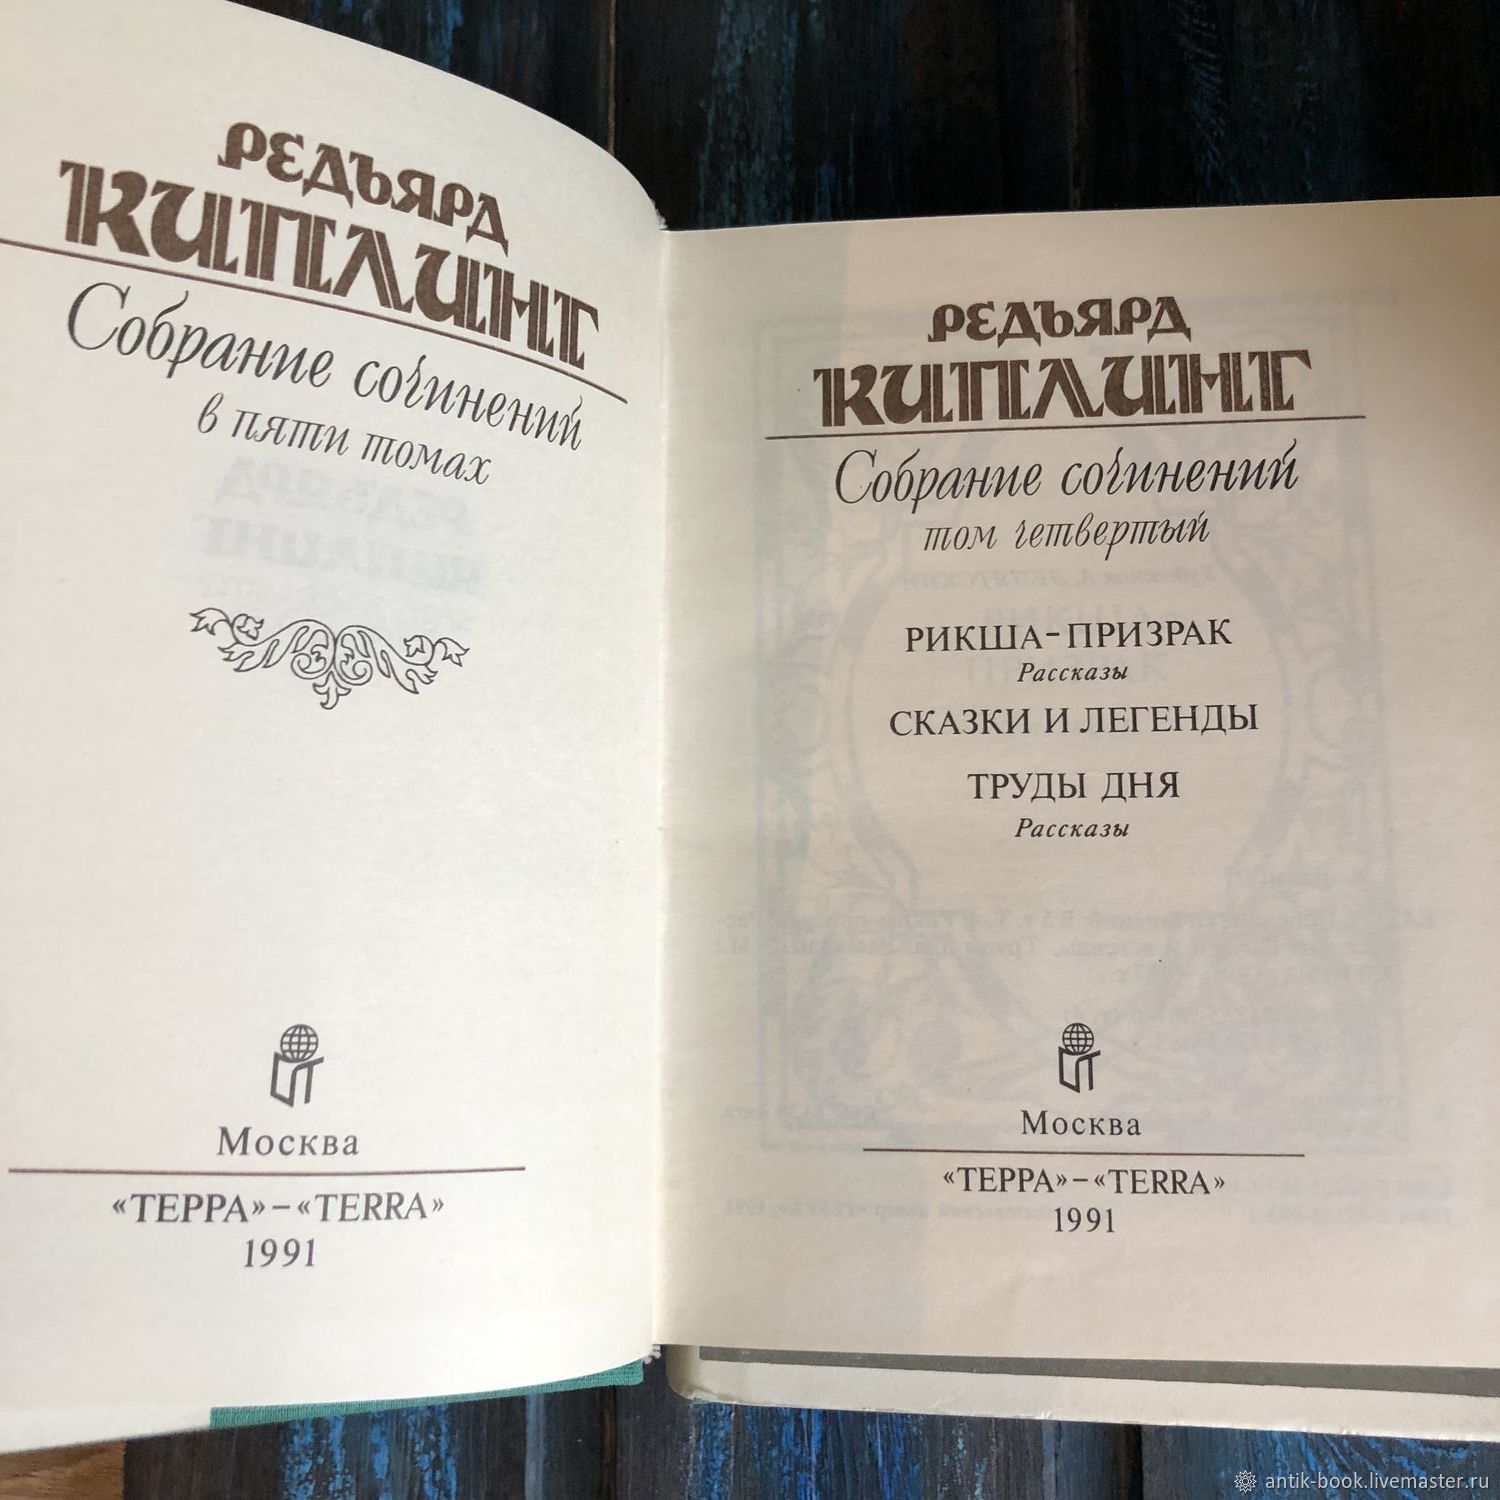 РЕДЬЯРД
КИПЛИНГ
Собрание сочинений
в пяти томах
Москва
«ТЕРРА»–«TERRA»
1991
РЕДЬЯРД
КИПЛИНГ
Собрание сочинений
том четвертый
РИКША-ПРИЗРАК
Рассказы
СКАЗКИ И ЛЕГЕНДЫ
ТРУДЫ ДНЯ
Рассказы
Москва
«ТЕРРА»–«TERRA»
1991
antik-book.livemaster.ru